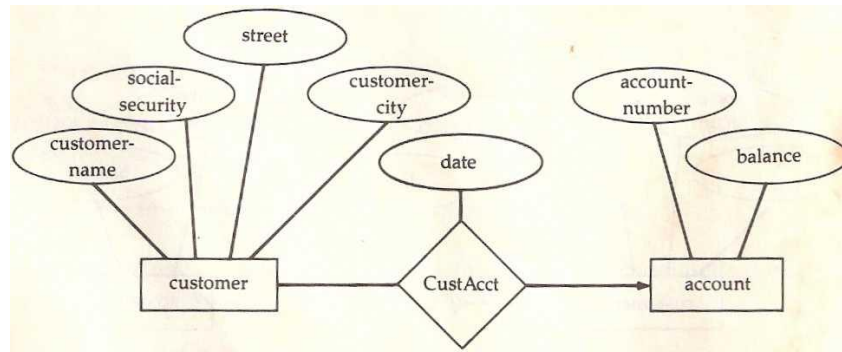 street
social-
security
customer-
city
account-
number
customer-
name
date
balance
customer
CustAcct
account